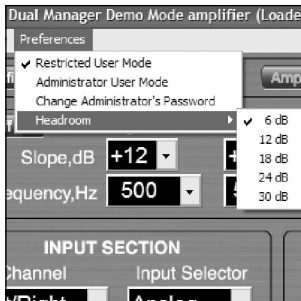 Dual Manager Demo Mode amplifier (Loade
Preferences
Restricted User Mode
Administrator User Mode
Change Administrator's Password
Headroom
6 dB
12 dB
18 dB
24 dB
30 dB
Amp
Slope,dB +12
equency,Hz 500
INPUT SECTION
Channel Input Selector